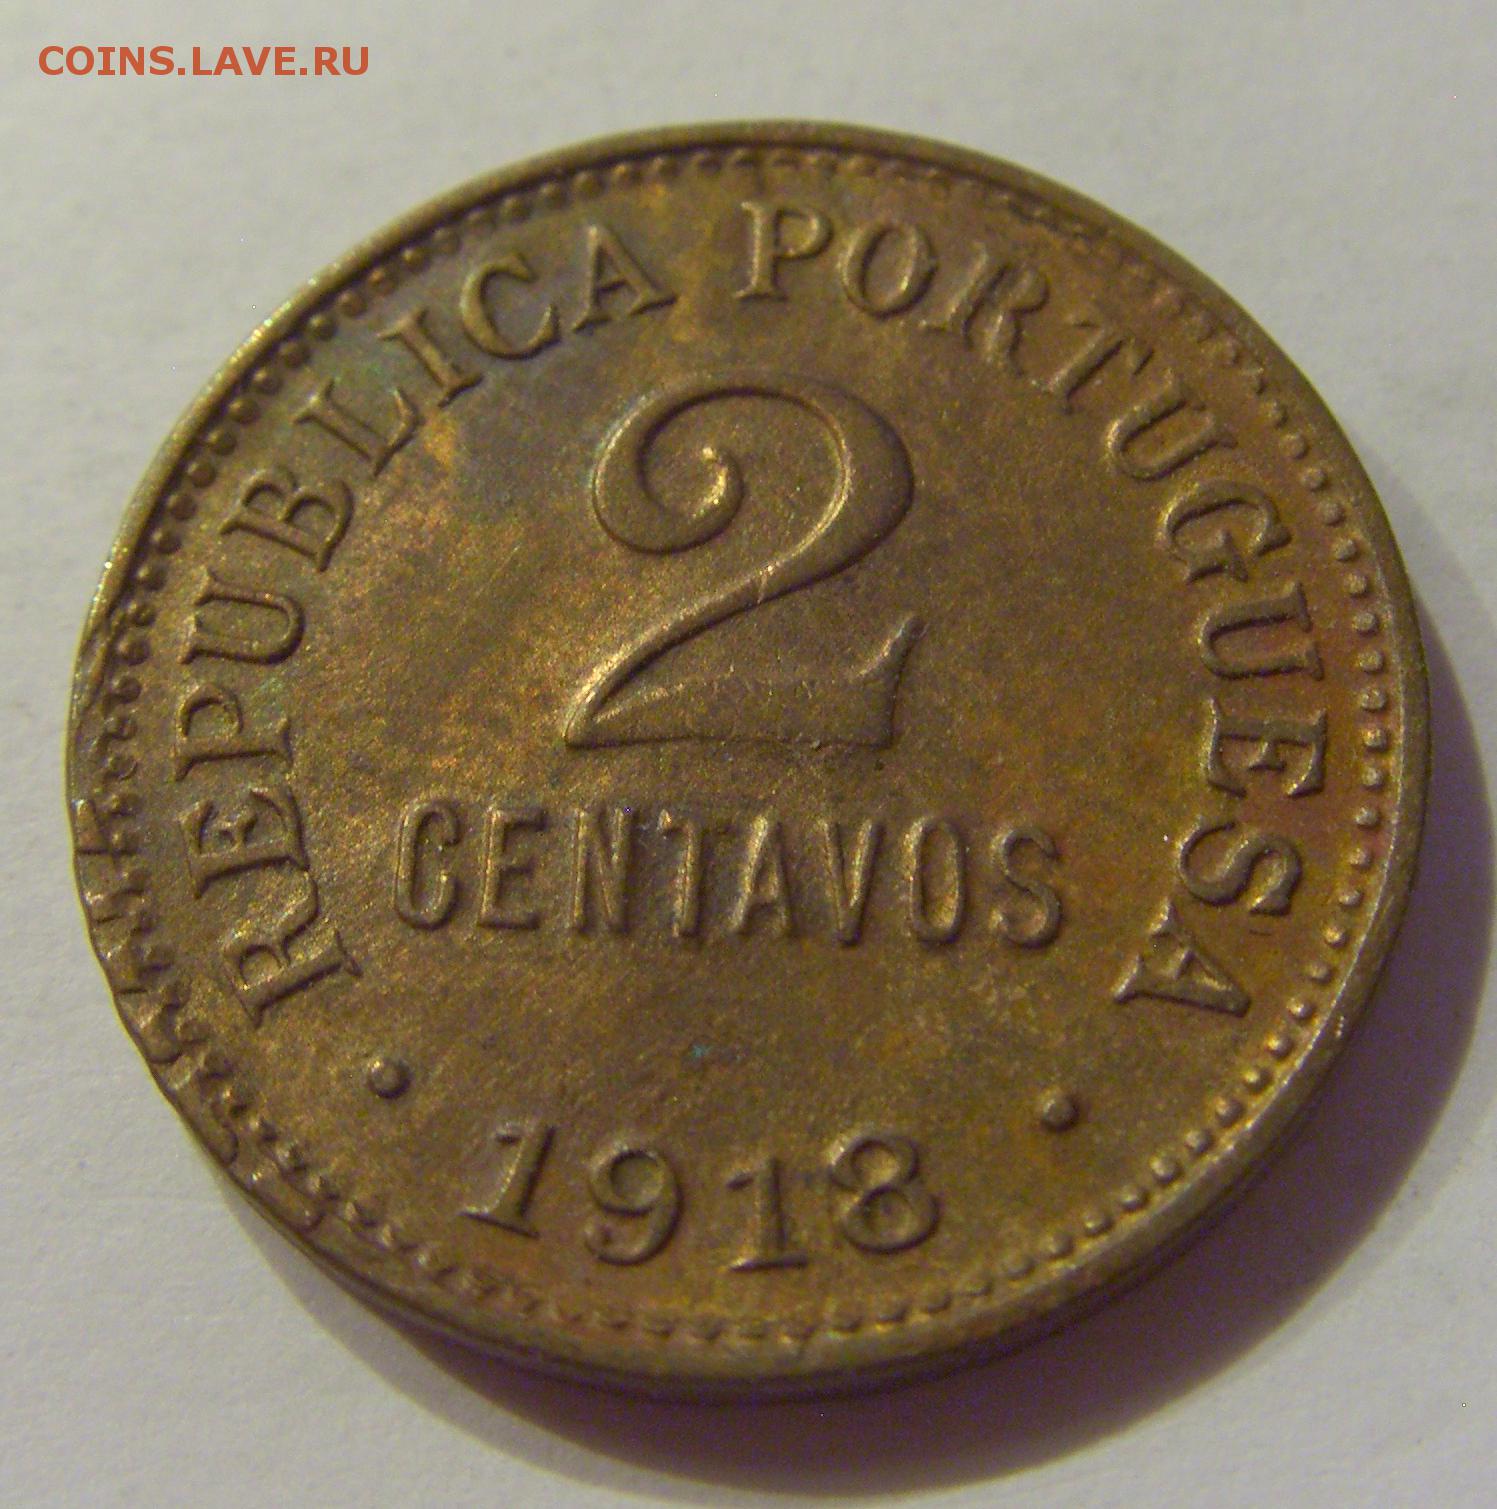 COINS.LAVE.RU
REPUBLICA PORTUGUESA
2
CENTAVOS
• 1918 •